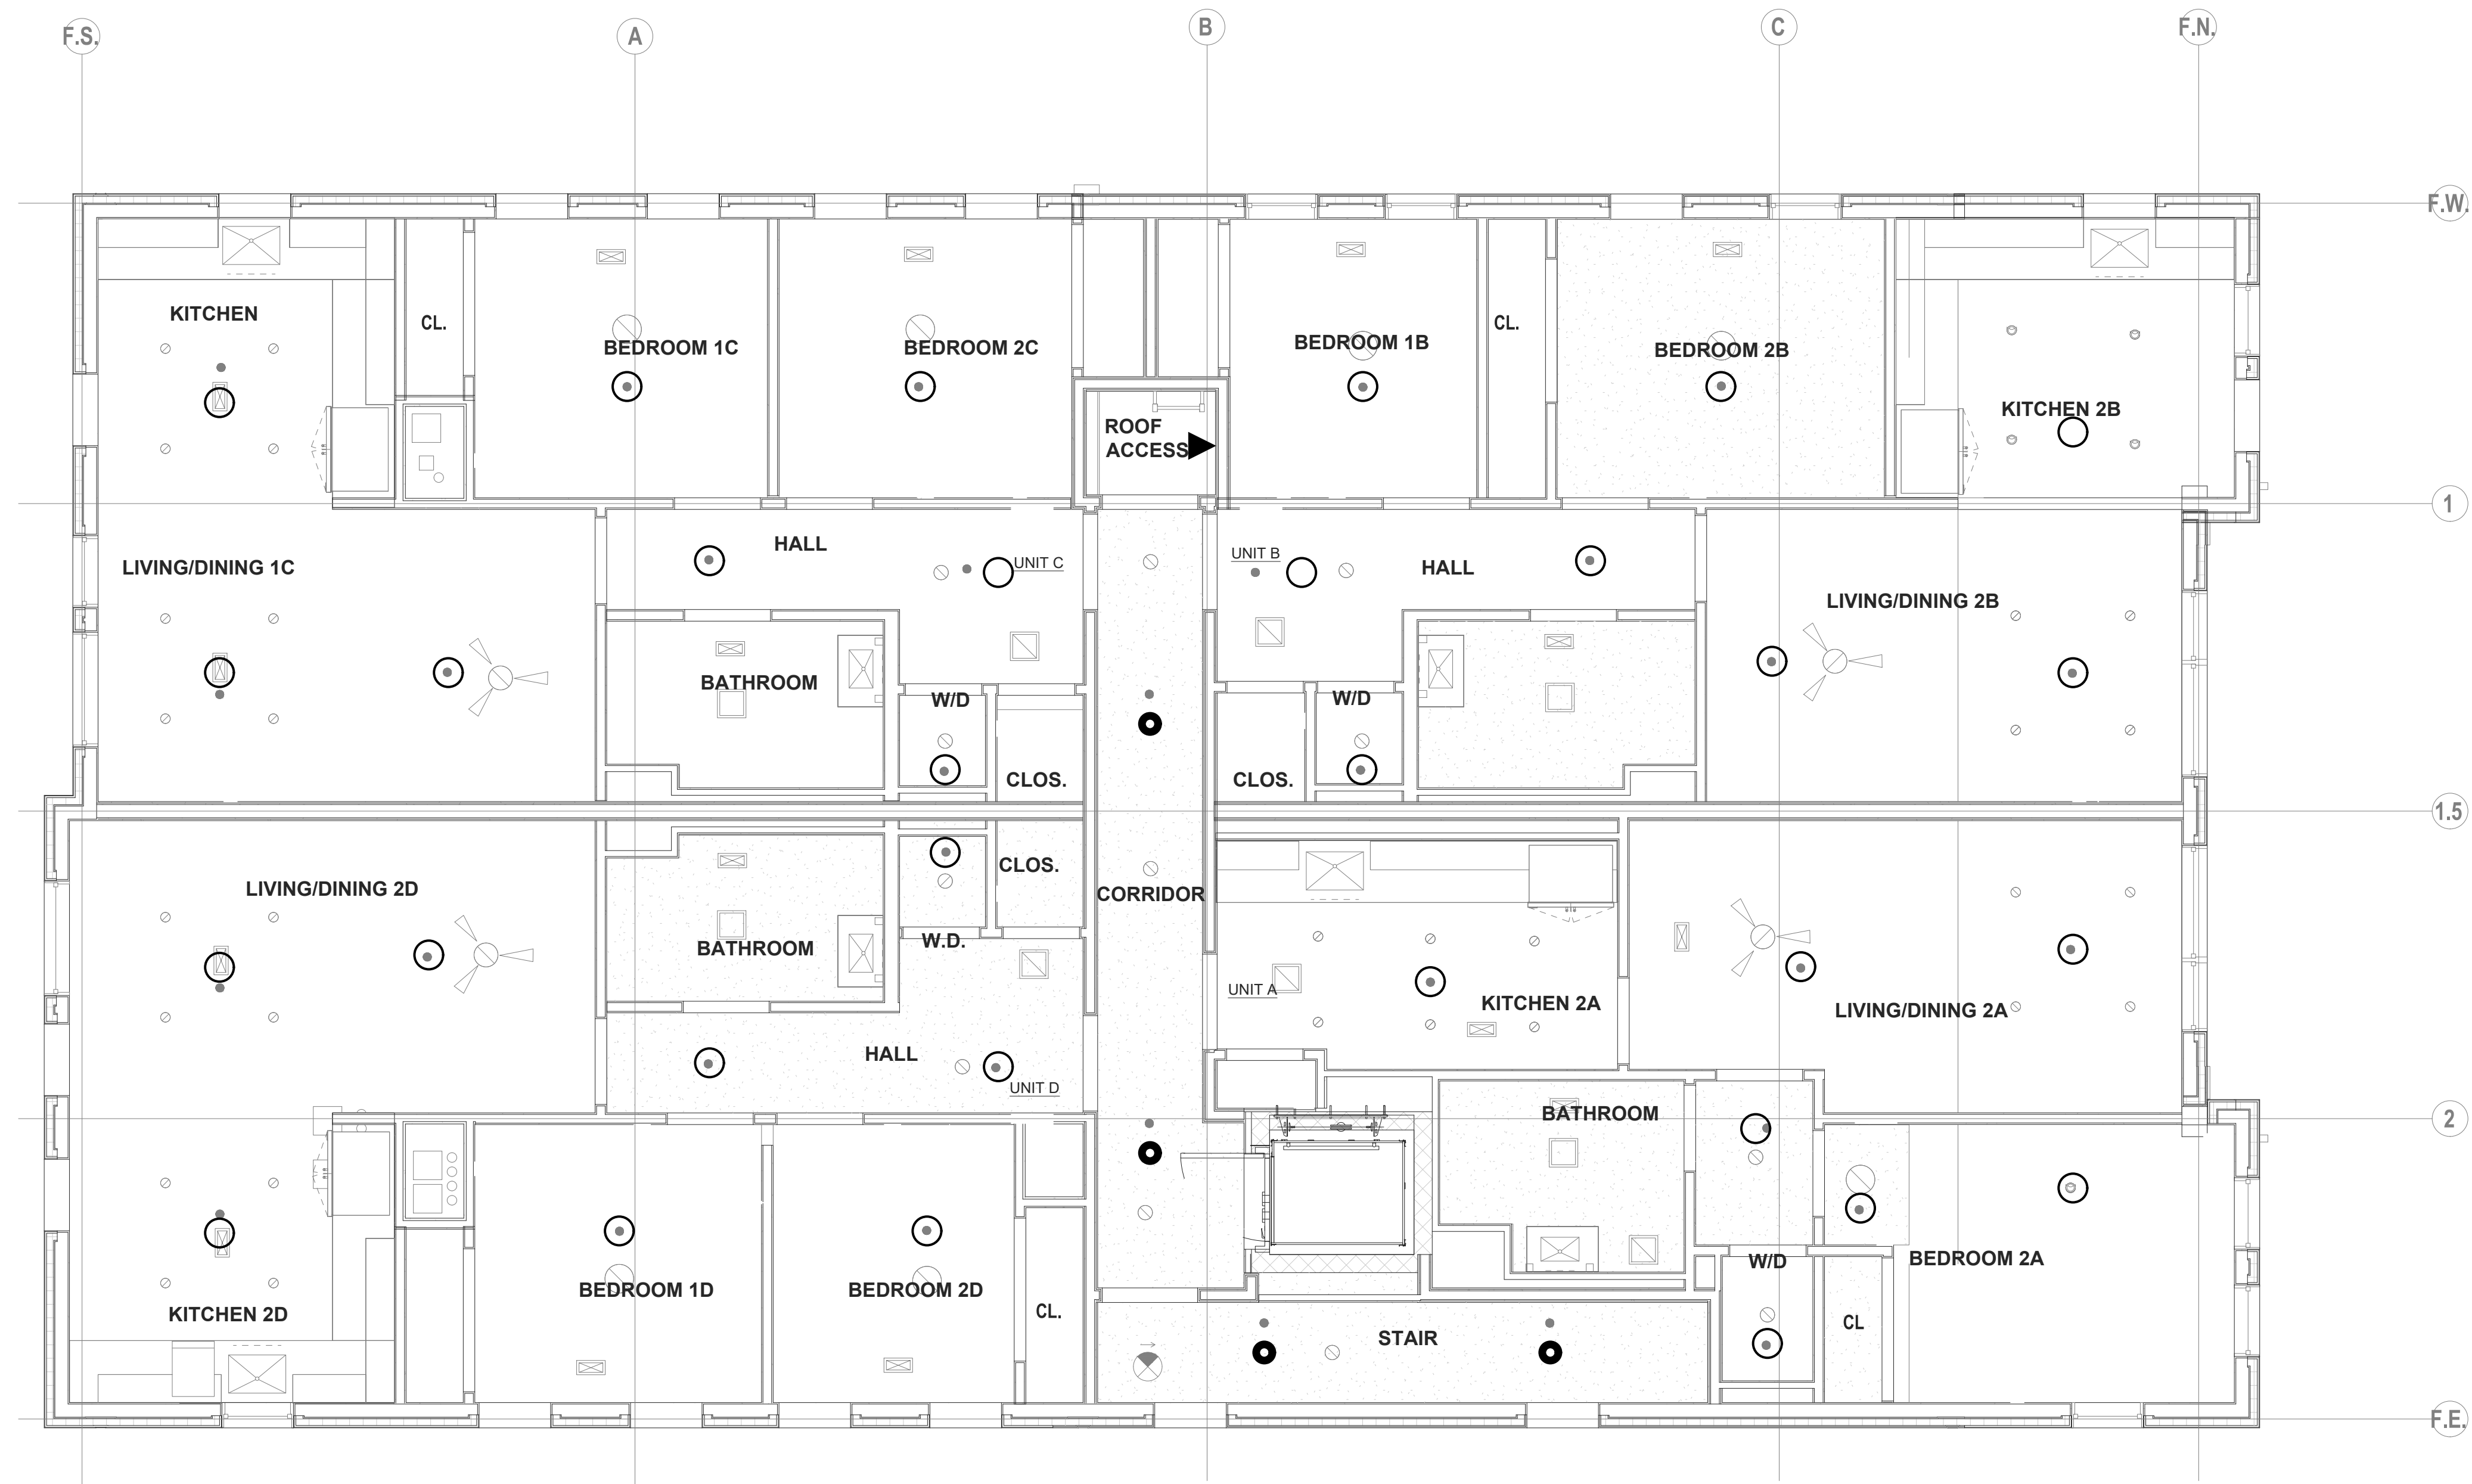 F.S.
A
B
C
F.N.
F.W.
KITCHEN
CL.
BEDROOM 1C
BEDROOM 2C
BEDROOM 1B
CL.
BEDROOM 2B
KITCHEN 2B
ROOF
ACCESS
1
LIVING/DINING 1C
HALL
UNIT C
UNIT B
HALL
LIVING/DINING 2B
BATHROOM
W/D
W/D
CLOS.
CLOS.
1.5
LIVING/DINING 2D
CLOS.
CORRIDOR
BATHROOM
W.D.
UNIT A
KITCHEN 2A
LIVING/DINING 2A
HALL
UNIT D
BATHROOM
2
W/D
BEDROOM 2A
BEDROOM 1D
BEDROOM 2D
KITCHEN 2D
CL.
STAIR
CL
F.E.